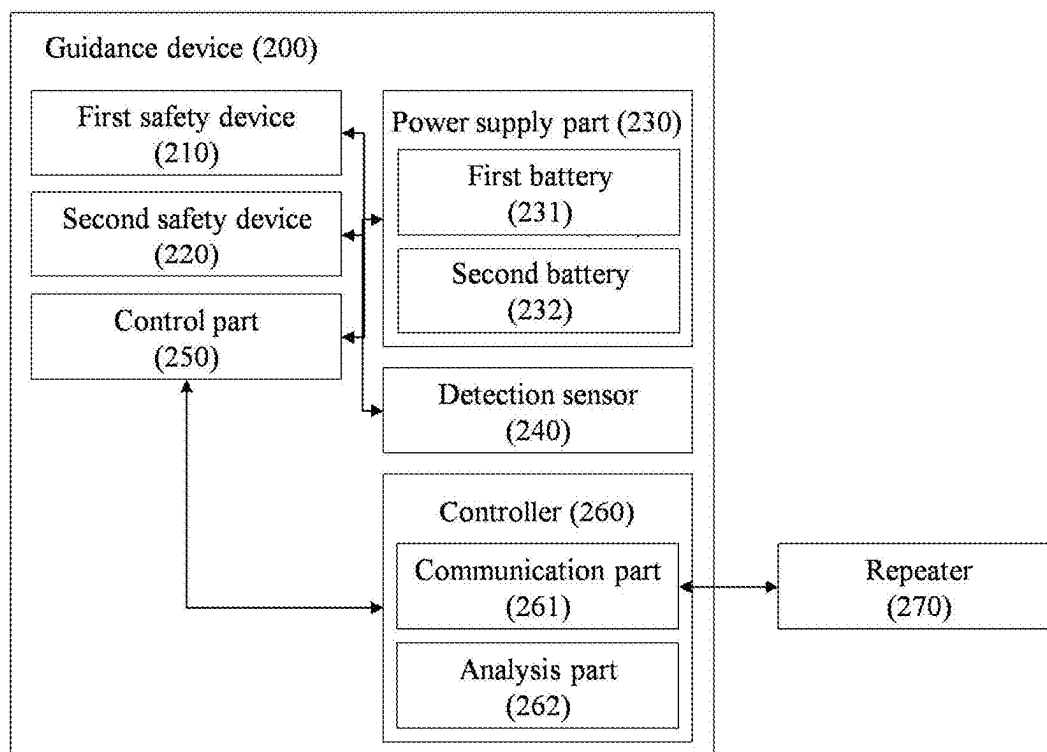 Guidance device (200)
First safety device
(210)
Second safety device
(220)
Control part
(250)
Power supply part (230)
First battery
(231)
Second battery
(232)
Detection sensor
(240)
Controller (260)
Communication part
(261)
Analysis part
(262)
Repeater
(270)